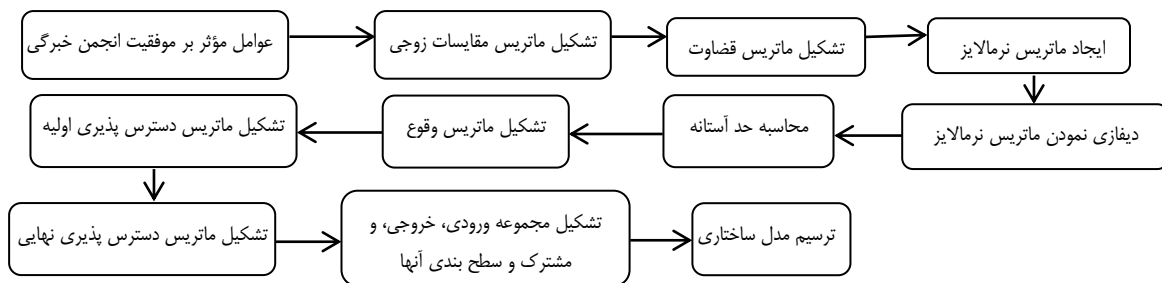 عوامل مؤثر بر موفقیت انجمن خبرگی
تشکیل ماتریس مقایسات زوجی
تشکیل ماتریس قضاوت
ایجاد ماتریس نرمالایز
دیفازی نمودن ماتریس نرمالایز
محاسبه حد آستانه
تشکیل ماتریس وقوع
تشکیل ماتریس دسترس پذیری اولیه
تشکیل ماتریس دسترس پذیری نهایی
تشکیل مجموعه ورودی، خروجی، و
مشترک و سطح بندی آنها
ترسیم مدل ساختاری